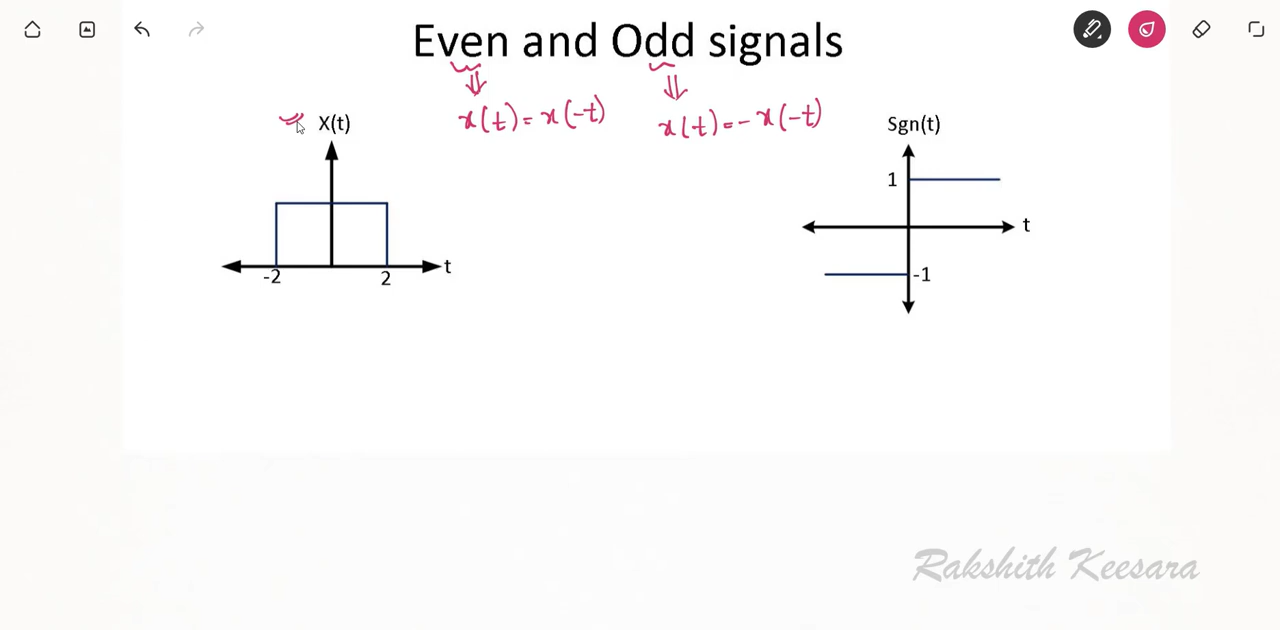 Even and Odd signals
x(t) = x(-t)
x(t) = - x(-t)
X(t)
-2
2
t
Sgn(t)
1
t
-1
Rakshith Keesara